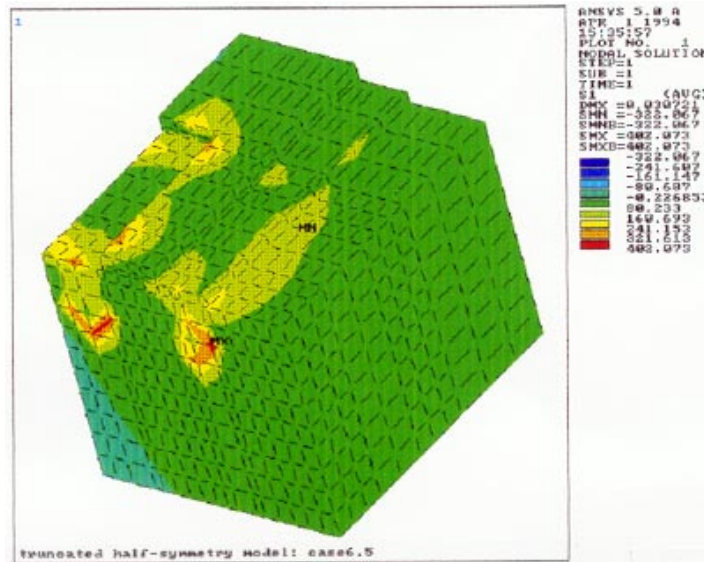 1
ANSYS 5.0 A
APR 1 1994
15:35:57
PLOT NO. 1
NODAL SOLUTION
STEP=1
SUB =1
TIME=1
S1 (AVG)
DMX =0.030721
SMN =-322.067
SMNB=-322.067
SMX =402.073
SMXB=402.073
-322.067
-241.607
-161.147
-80.687
-0.226853
80.233
160.693
241.153
321.613
402.073
MN
truncated half-symmetry model: case6.5